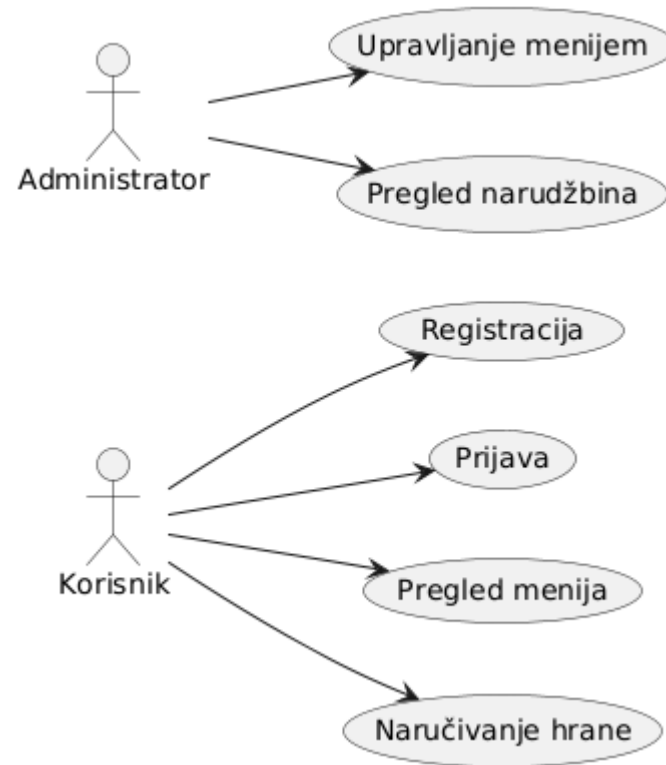 Upravljanje menijem
Administrator
Pregled narudžbina
Registracija
Prijava
Korisnik
Pregled menija
Naručivanje hrane